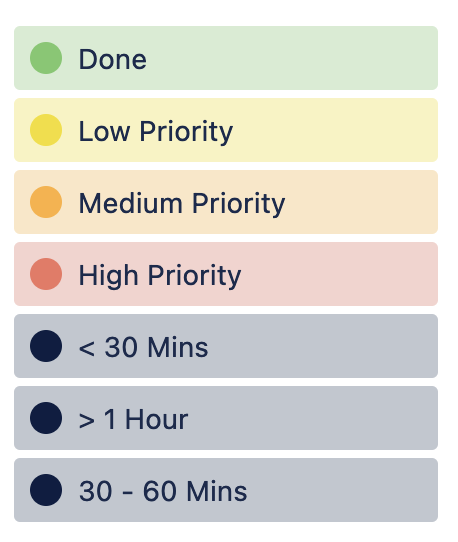 Done
Low Priority
Medium Priority
High Priority
< 30 Mins
> 1 Hour
30 - 60 Mins